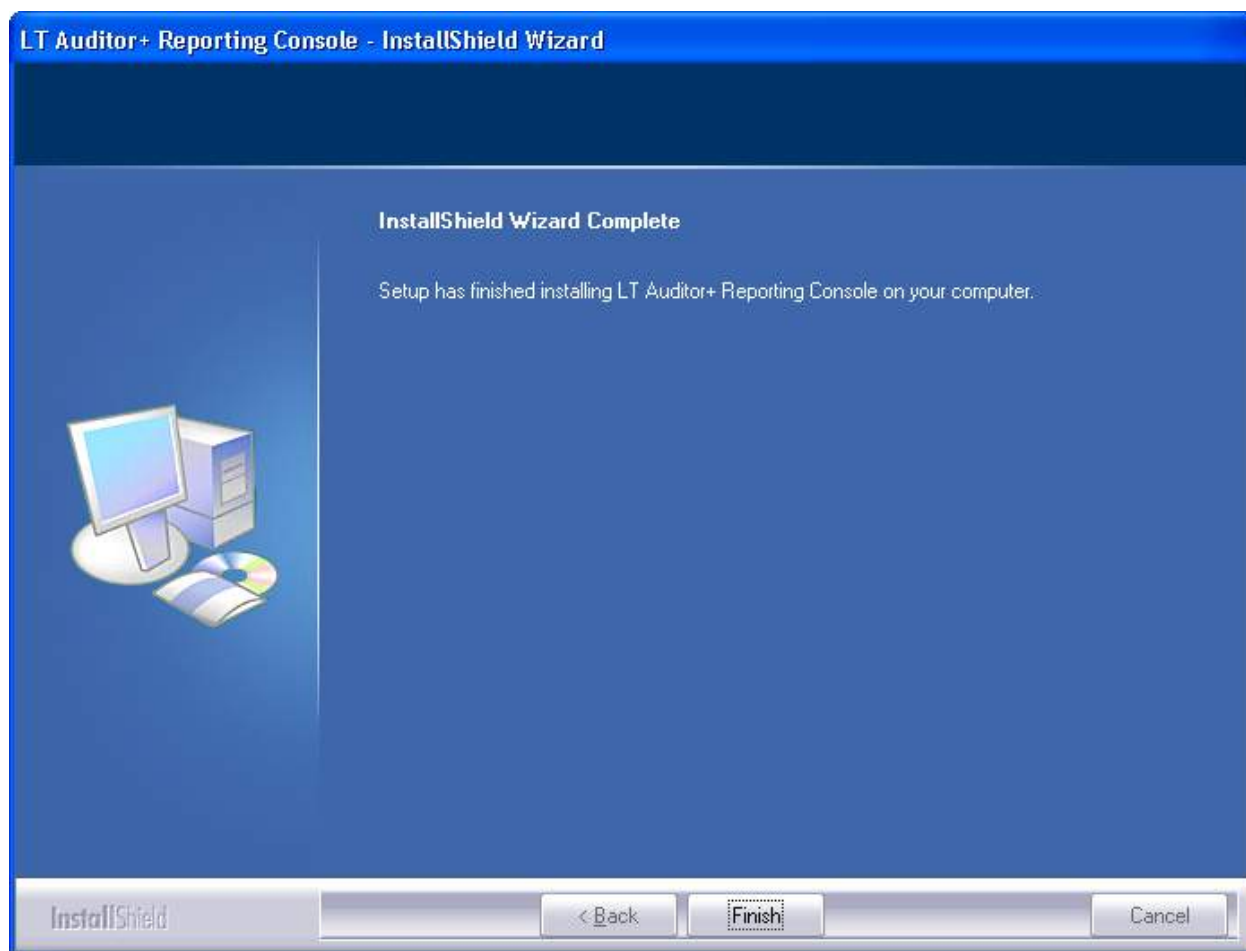 LT Auditor+ Reporting Console - InstallShield Wizard
InstallShield Wizard Complete
Setup has finished installing LT Auditor+ Reporting Console on your computer.
InstallShield
< Back
Finish
Cancel